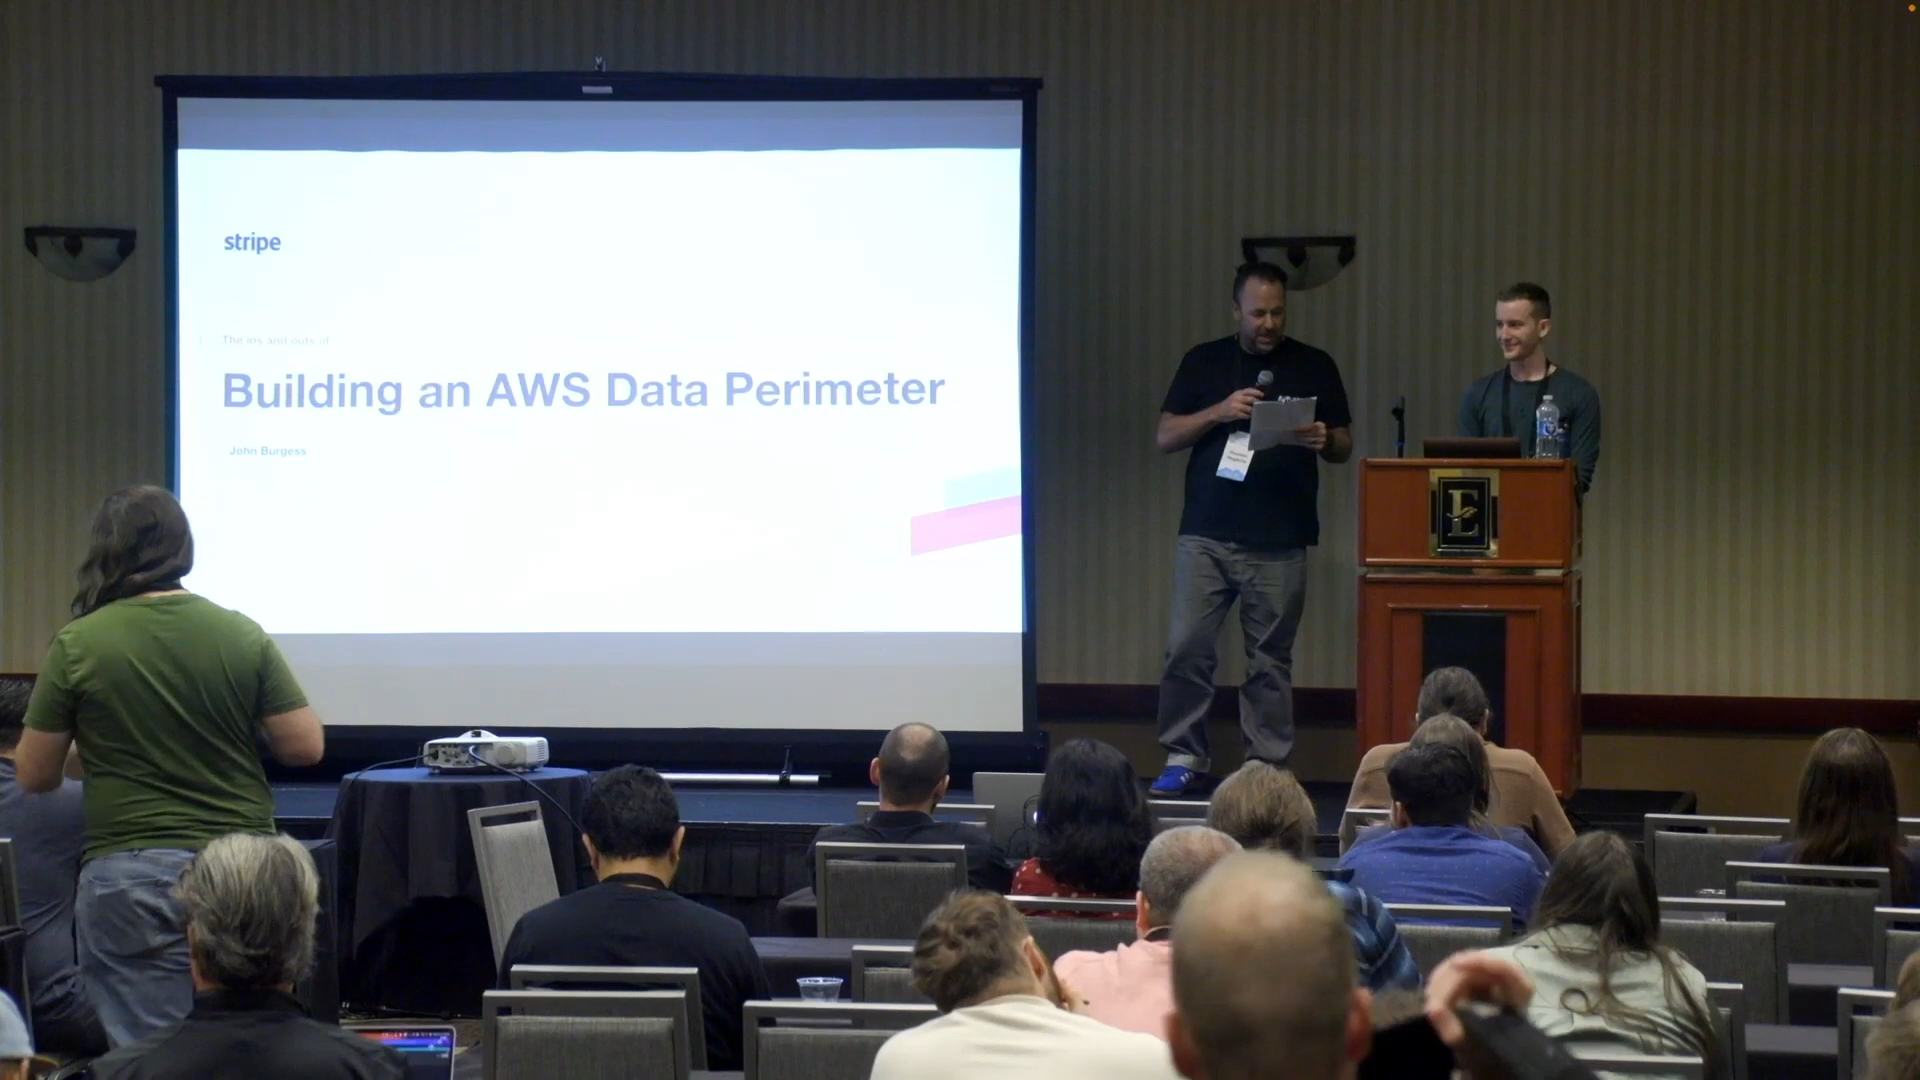 stripe
The ins and outs of
Building an AWS Data Perimeter
John Burgess
E